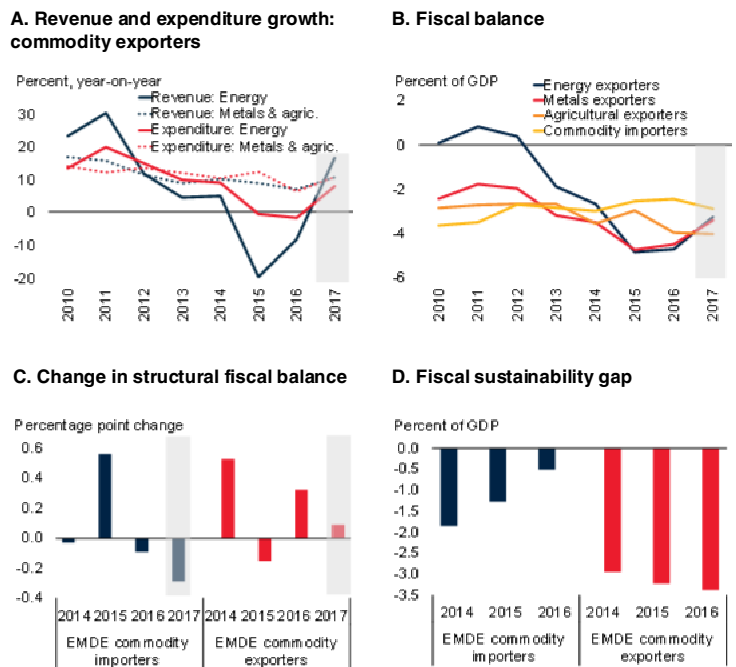 A. Revenue and expenditure growth:
commodity exporters
Percent, year-on-year
Revenue: Energy
Revenue: Metals & agric.
Expenditure: Energy
Expenditure: Metals & agric.
30
20
10
0
-10
-20
2010
2011
2012
2013
2014
2015
2016
2017
B. Fiscal balance
Percent of GDP
Energy exporters
Metals exporters
Agricultural exporters
Commodity importers
2
0
-2
-4
-6
2010
2011
2012
2013
2014
2015
2016
2017
C. Change in structural fiscal balance
Percentage point change
0.6
0.4
0.2
0.0
-0.2
-0.4
2014 2015 2016 2017 2014 2015 2016 2017
EMDE commodity
importers
EMDE commodity
exporters
D. Fiscal sustainability gap
Percent of GDP
0.0
-0.5
-1.0
-1.5
-2.0
-2.5
-3.0
-3.5
2014 2015 2016 2014 2015 2016
EMDE commodity
importers
EMDE commodity
exporters